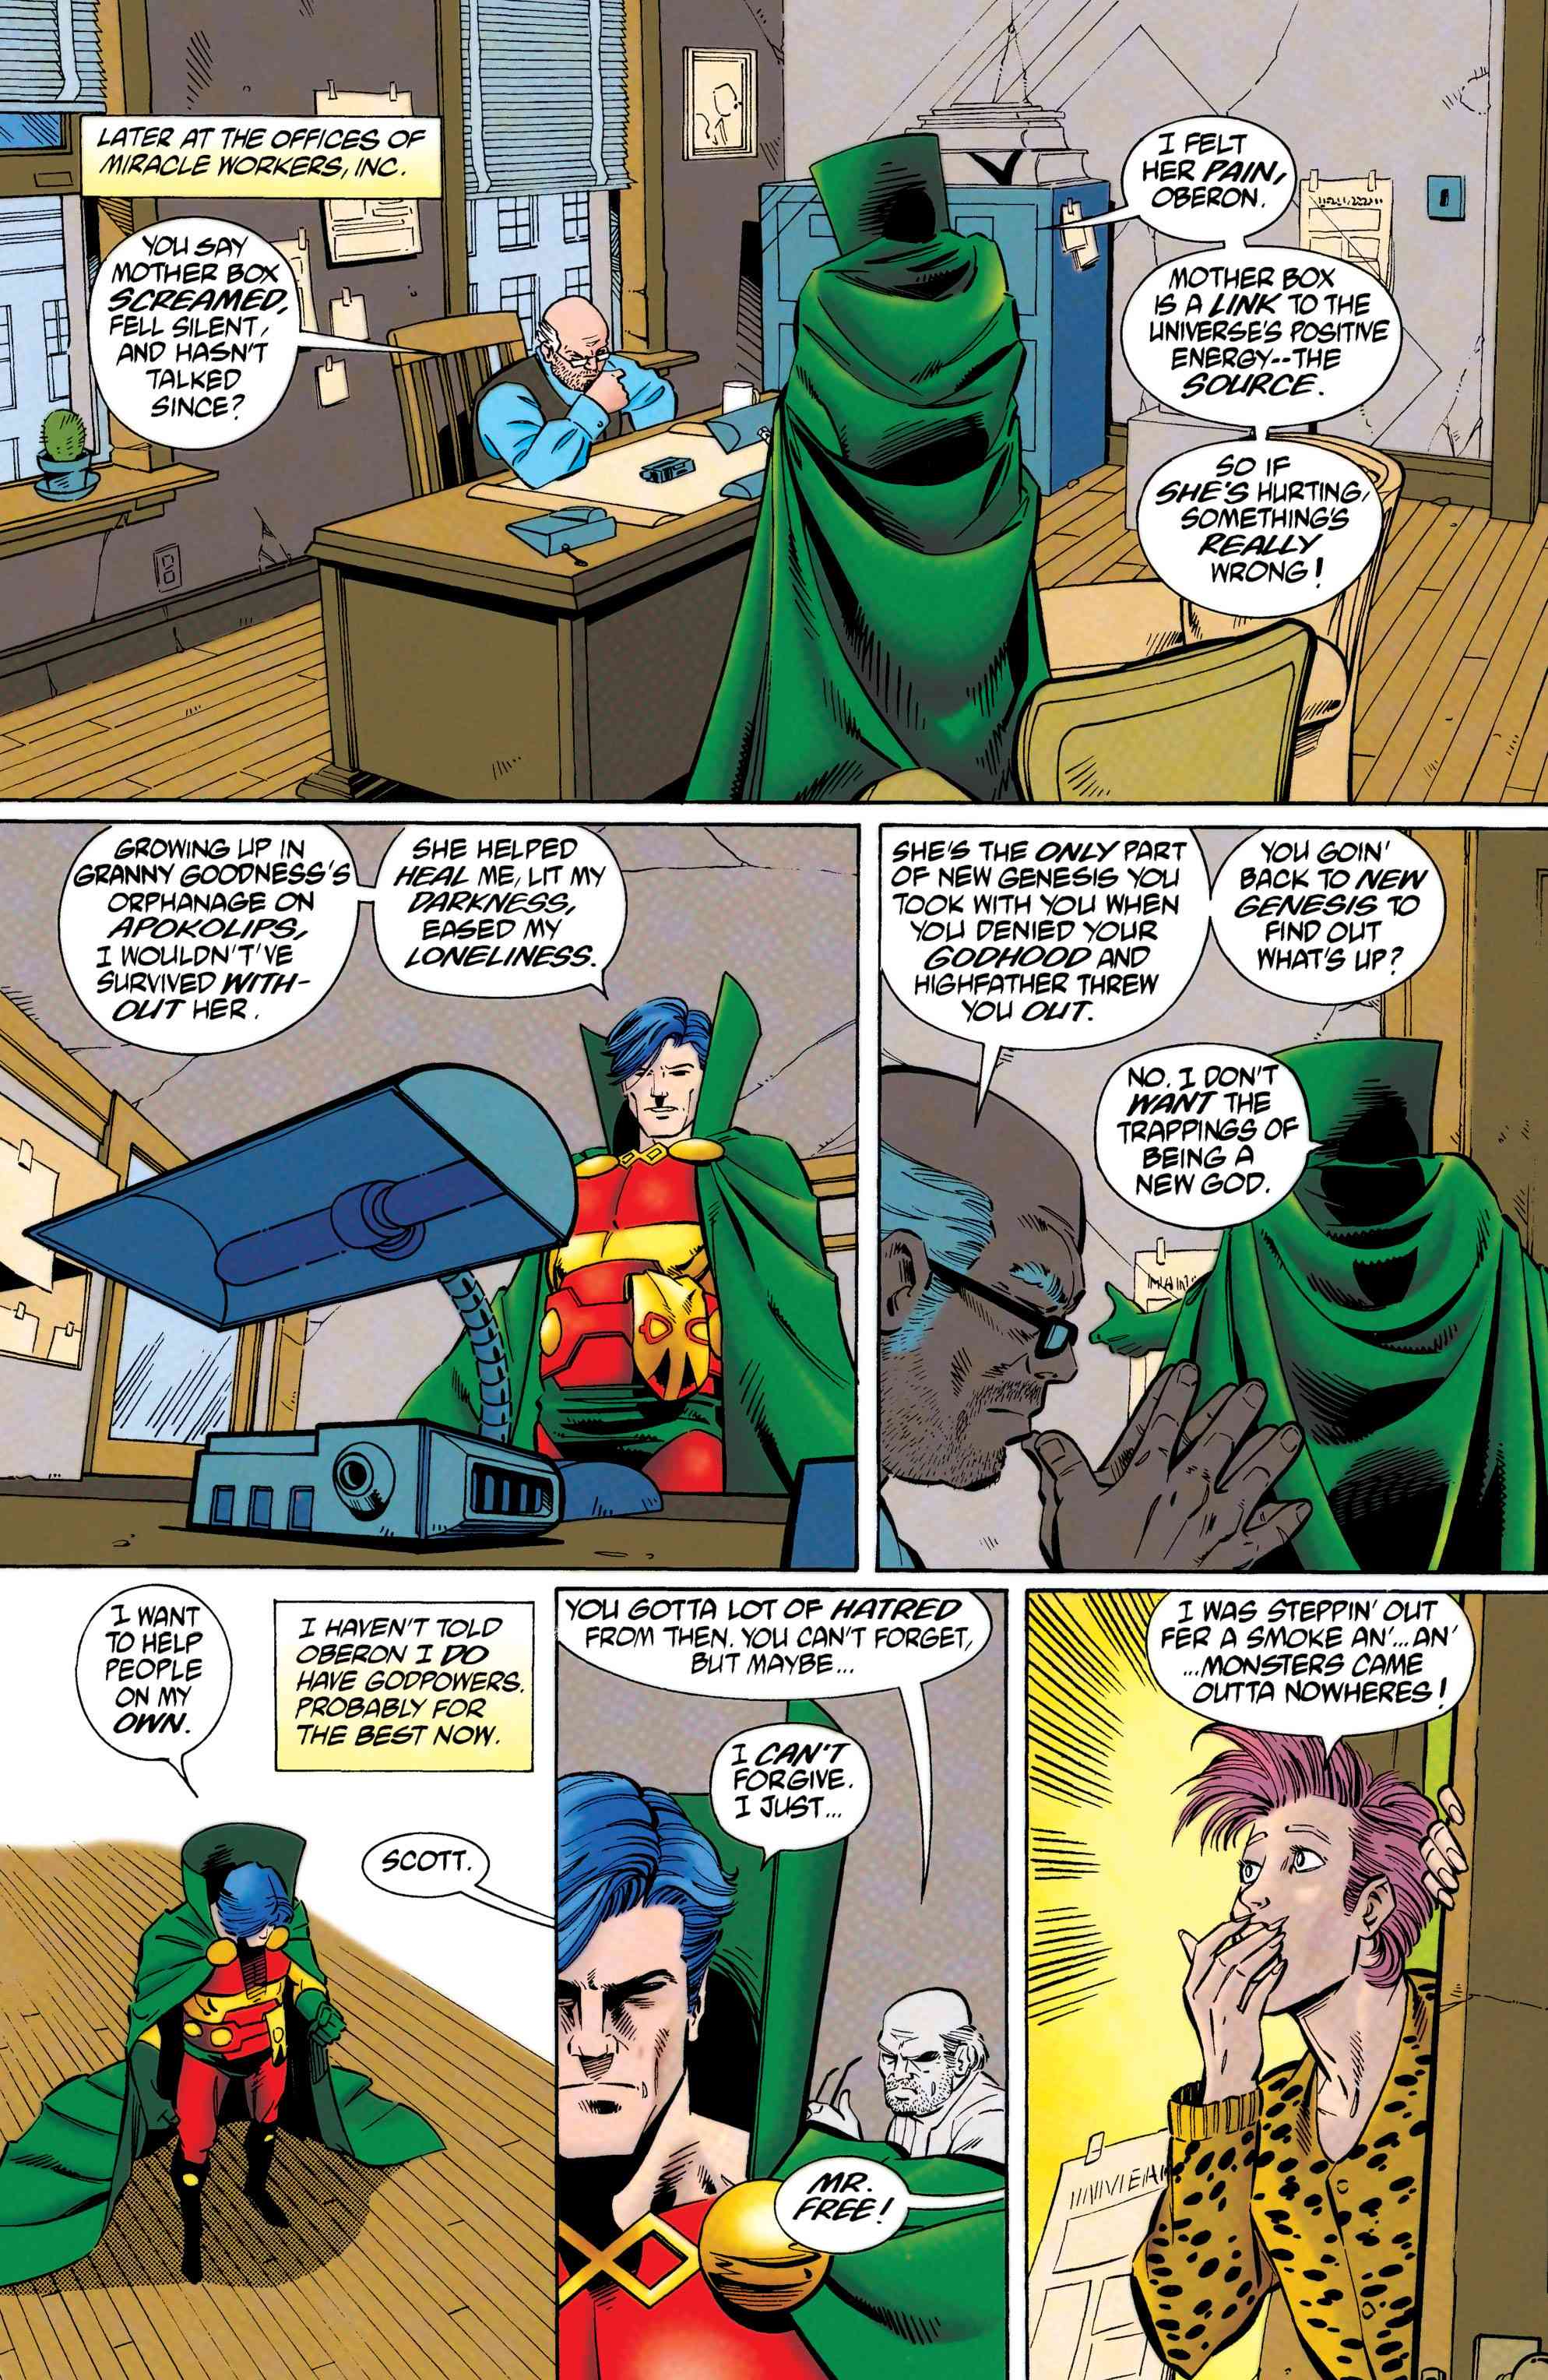 LATER AT THE OFFICES OF
MIRACLE WORKERS, INC.
YOU SAY
MOTHER BOX
SCREAMED,
FELL SILENT,
AND HASN'T
TALKED
SINCE?
I FELT
HER PAIN,
OBERON.
MOTHER BOX
IS A LINK TO THE
UNIVERSE'S POSITIVE
ENERGY--THE
SOURCE.
SO IF
SHE'S HURTING,
SOMETHING'S
REALLY
WRONG!
GROWING UP IN
GRANNY GOODNESS'S
ORPHANAGE ON
APOKOLIPS,
I WOULDN'T'VE
SURVIVED WITH-
OUT HER.
SHE HELPED
HEAL ME, LIT MY
DARKNESS,
EASED MY
LONELINESS.
SHE'S THE ONLY PART
OF NEW GENESIS YOU
TOOK WITH YOU WHEN
YOU DENIED YOUR
GODHOOD AND
HIGHFATHER THREW
YOU OUT.
YOU GOIN'
BACK TO NEW
GENESIS TO
FIND OUT
WHAT'S UP?
NO. I DON'T
WANT THE
TRAPPINGS OF
BEING A
NEW GOD.
I WANT
TO HELP
PEOPLE
ON MY
OWN.
I HAVEN'T TOLD
OBERON I DO
HAVE GODPOWERS.
PROBABLY FOR
THE BEST NOW.
SCOTT.
YOU GOTTA LOT OF HATRED
FROM THEN. YOU CAN'T FORGET,
BUT MAYBE...
I CAN'T
FORGIVE.
I JUST...
MR.
FREE!
I WAS STEPPIN' OUT
FER A SMOKE AN'...AN'
...MONSTERS CAME
OUTTA NOWHERES!